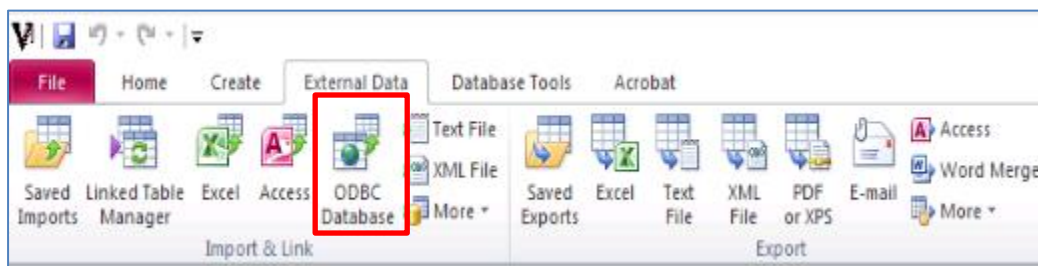 File Home Create External Data Database Tools Acrobat
Saved Imports
Linked Table Manager
Excel
Access
ODBC Database
Text File
XML File
More
Import & Link
Saved Exports
Excel
Text File
XML File
PDF or XPS
E-mail
Access
Word Merge
More
Export